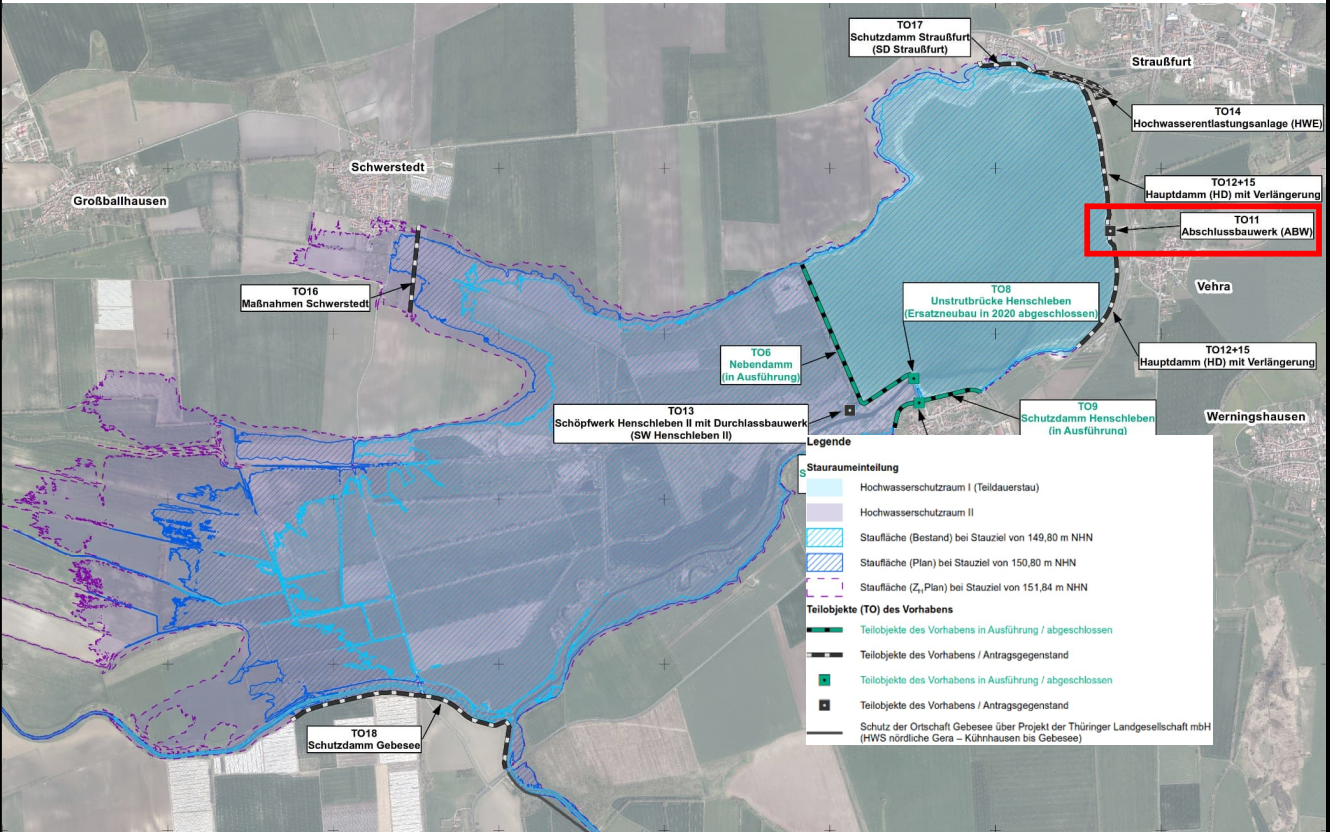 TO17
Schutzdamm Straußfurt
(SD Straußfurt)
Straußfurt
TO14
Hochwasserentlastungsanlage (HWE)
Schwerstedt
Großballhausen
TO12+15
Hauptdamm (HD) mit Verlängerung
TO11
Abschlussbauwerk (ABW)
TO16
Maßnahmen Schwerstedt
TO8
Unstrutbrücke Henschleben
(Ersatzneubau in 2020 abgeschlossen)
Vehra
TO6
Nebendamm
(in Ausführung)
TO12+15
Hauptdamm (HD) mit Verlängerung
TO13
Schöpfwerk Henschleben II mit Durchlassbauwerk
(SW Henschleben II)
TO9
Schutzdamm Henschleben
(in Ausführung)
Werningshausen
S
Legende
Stauraumeinteilung
Hochwasserschutzraum I (Teildauerstau)
Hochwasserschutzraum II
Staufläche (Bestand) bei Stauziel von 149,80 m NHN
Staufläche (Plan) bei Stauziel von 150,80 m NHN
Staufläche (ZH Plan) bei Stauziel von 151,84 m NHN
Teilobjekte (TO) des Vorhabens
Teilobjekte des Vorhabens in Ausführung / abgeschlossen
Teilobjekte des Vorhabens / Antragsgegenstand
Teilobjekte des Vorhabens in Ausführung / abgeschlossen
Teilobjekte des Vorhabens / Antragsgegenstand
Schutz der Ortschaft Gebesee über Projekt der Thüringer Landgesellschaft mbH
(HWS nördliche Gera – Kühnhausen bis Gebesee)
TO18
Schutzdamm Gebesee